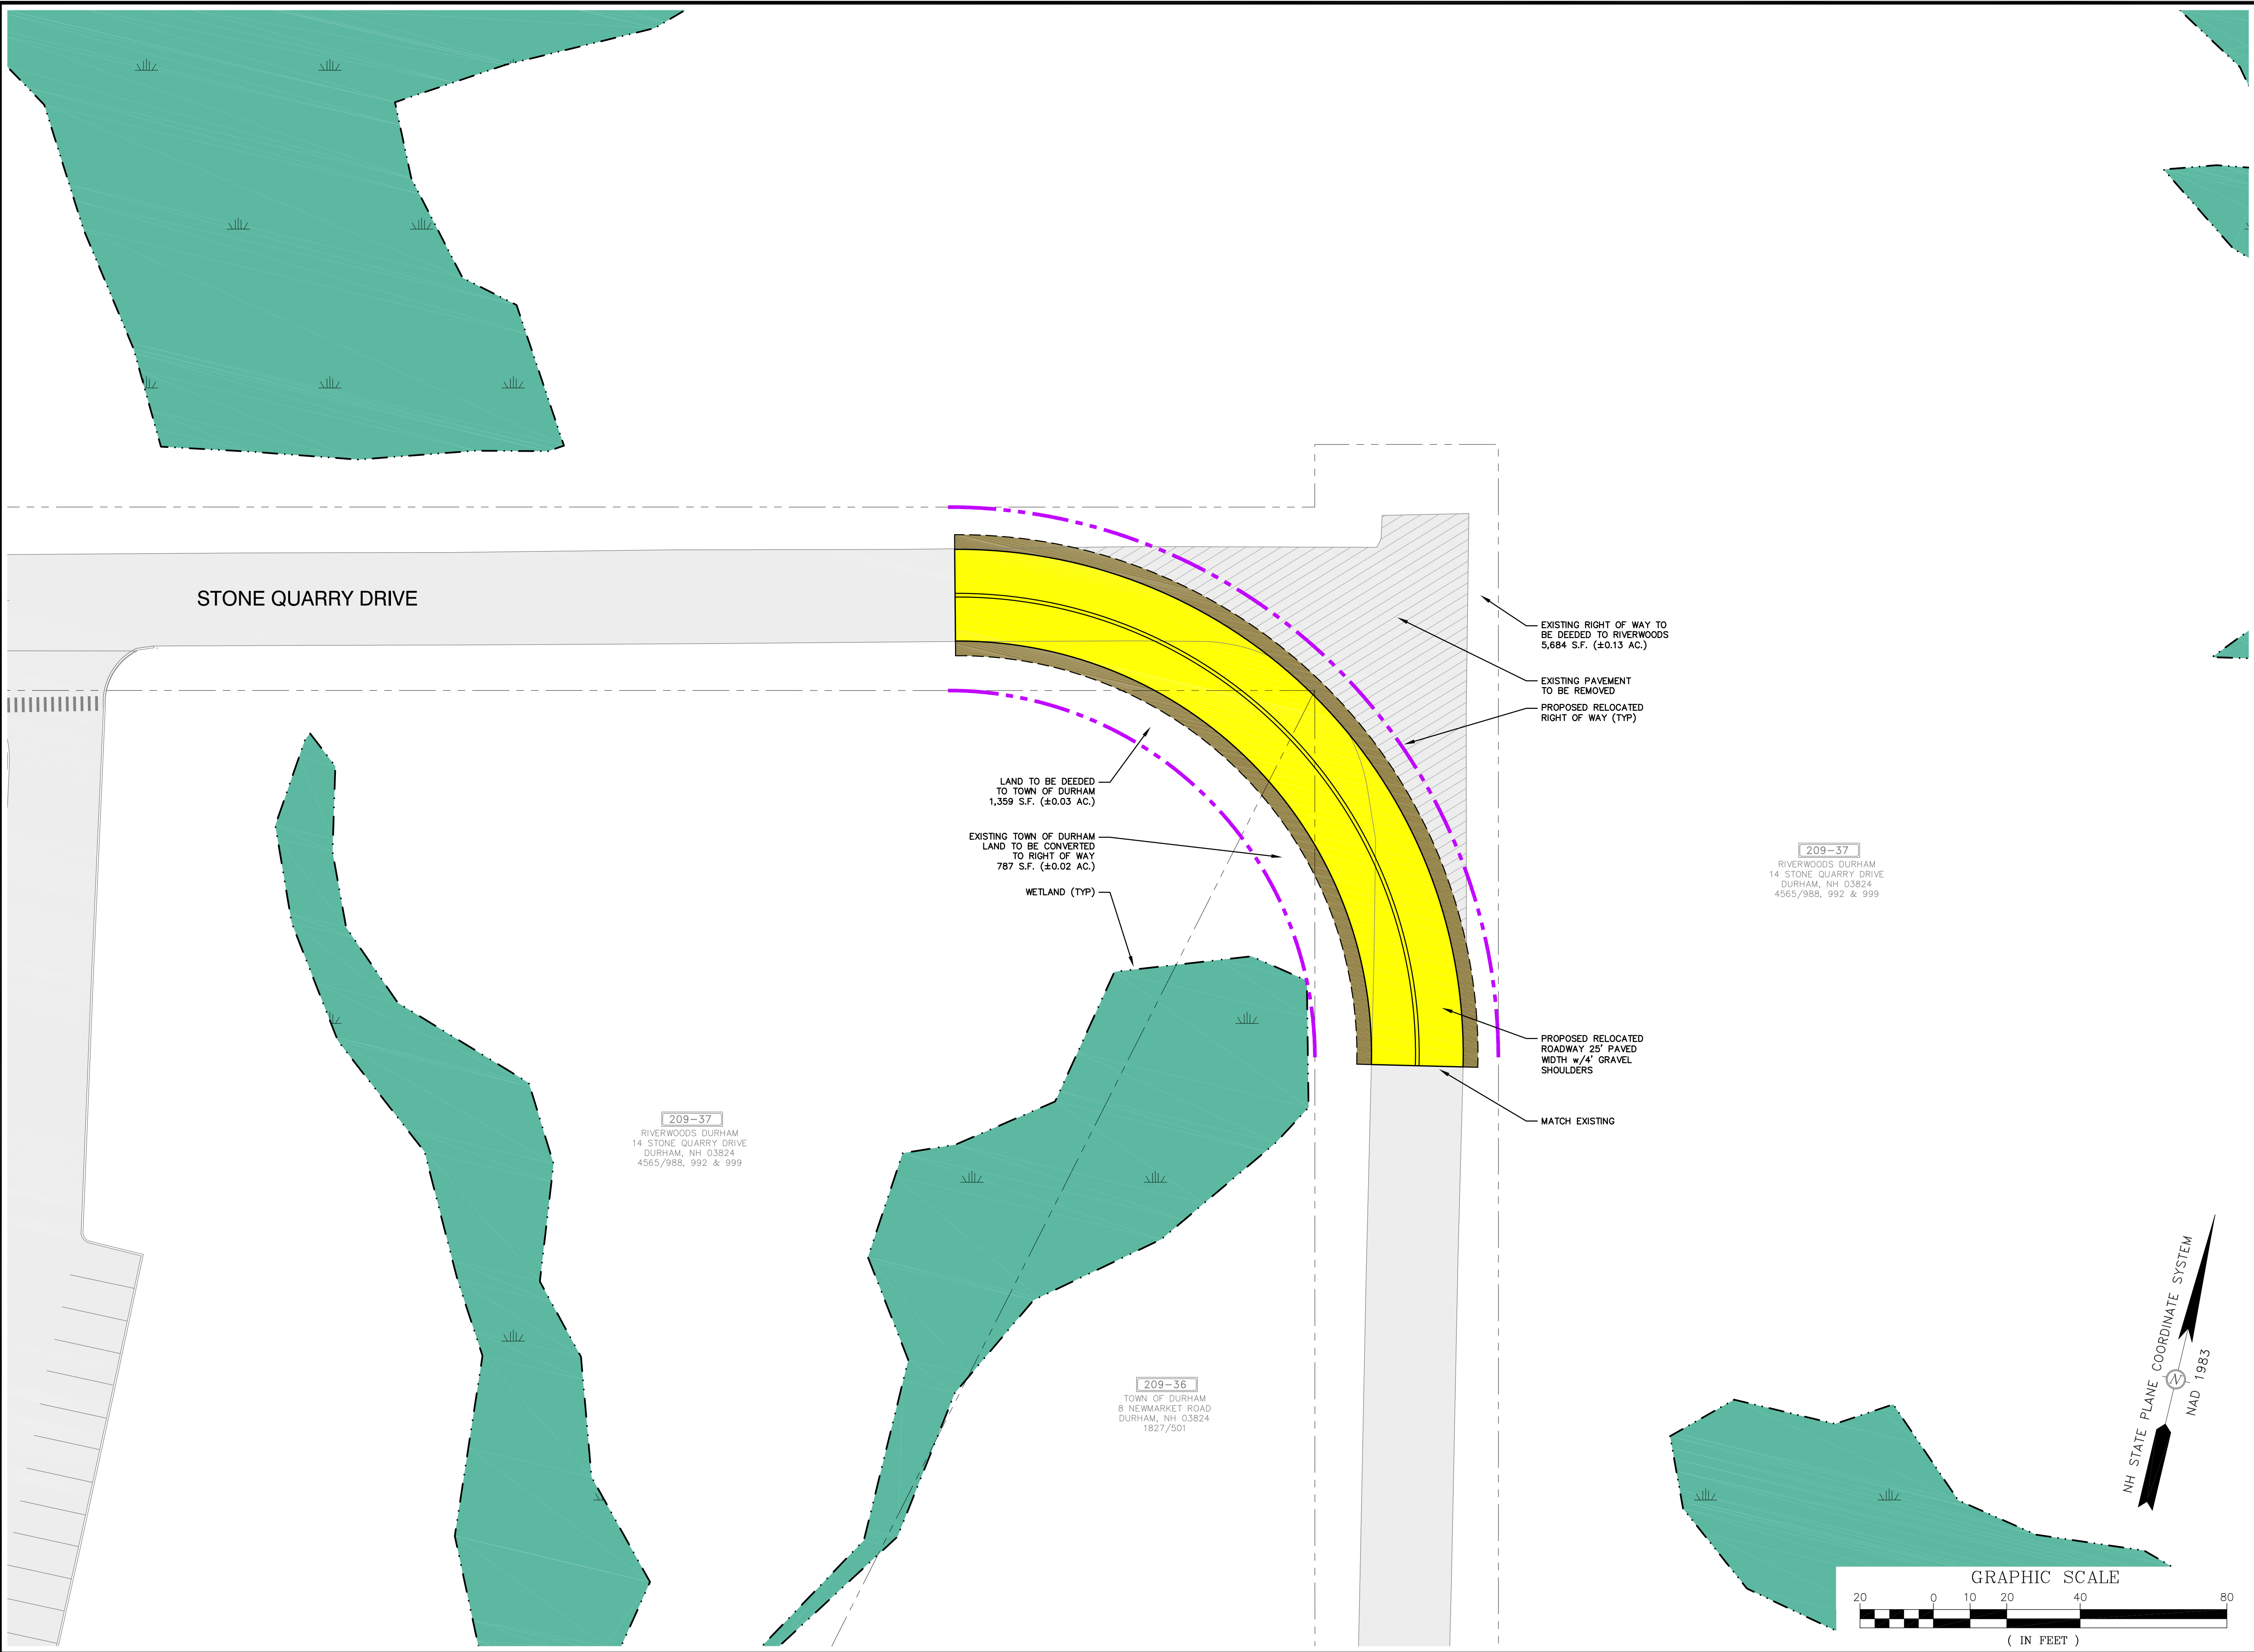 STONE QUARRY DRIVE
EXISTING RIGHT OF WAY TO
BE DEEDED TO RIVERWOODS
5,684 S.F. (±0.13 AC.)
EXISTING PAVEMENT
TO BE REMOVED
PROPOSED RELOCATED
RIGHT OF WAY (TYP)
LAND TO BE DEEDED
TO TOWN OF DURHAM
1,359 S.F. (±0.03 AC.)
EXISTING TOWN OF DURHAM
LAND TO BE CONVERTED
TO RIGHT OF WAY
787 S.F. (±0.02 AC.)
WETLAND (TYP)
209-37
RIVERWOODS DURHAM
14 STONE QUARRY DRIVE
DURHAM, NH 03824
4565/988, 992 & 999
PROPOSED RELOCATED
ROADWAY 25' PAVED
WIDTH w/4' GRAVEL
SHOULDERS
MATCH EXISTING
209-37
RIVERWOODS DURHAM
14 STONE QUARRY DRIVE
DURHAM, NH 03824
4565/988, 992 & 999
209-36
TOWN OF DURHAM
8 NEWMARKET ROAD
DURHAM, NH 03824
1827/501
NH STATE PLANE COORDINATE SYSTEM
N
NAD 1983
GRAPHIC SCALE
20 0 10 20 40 80
( IN FEET )